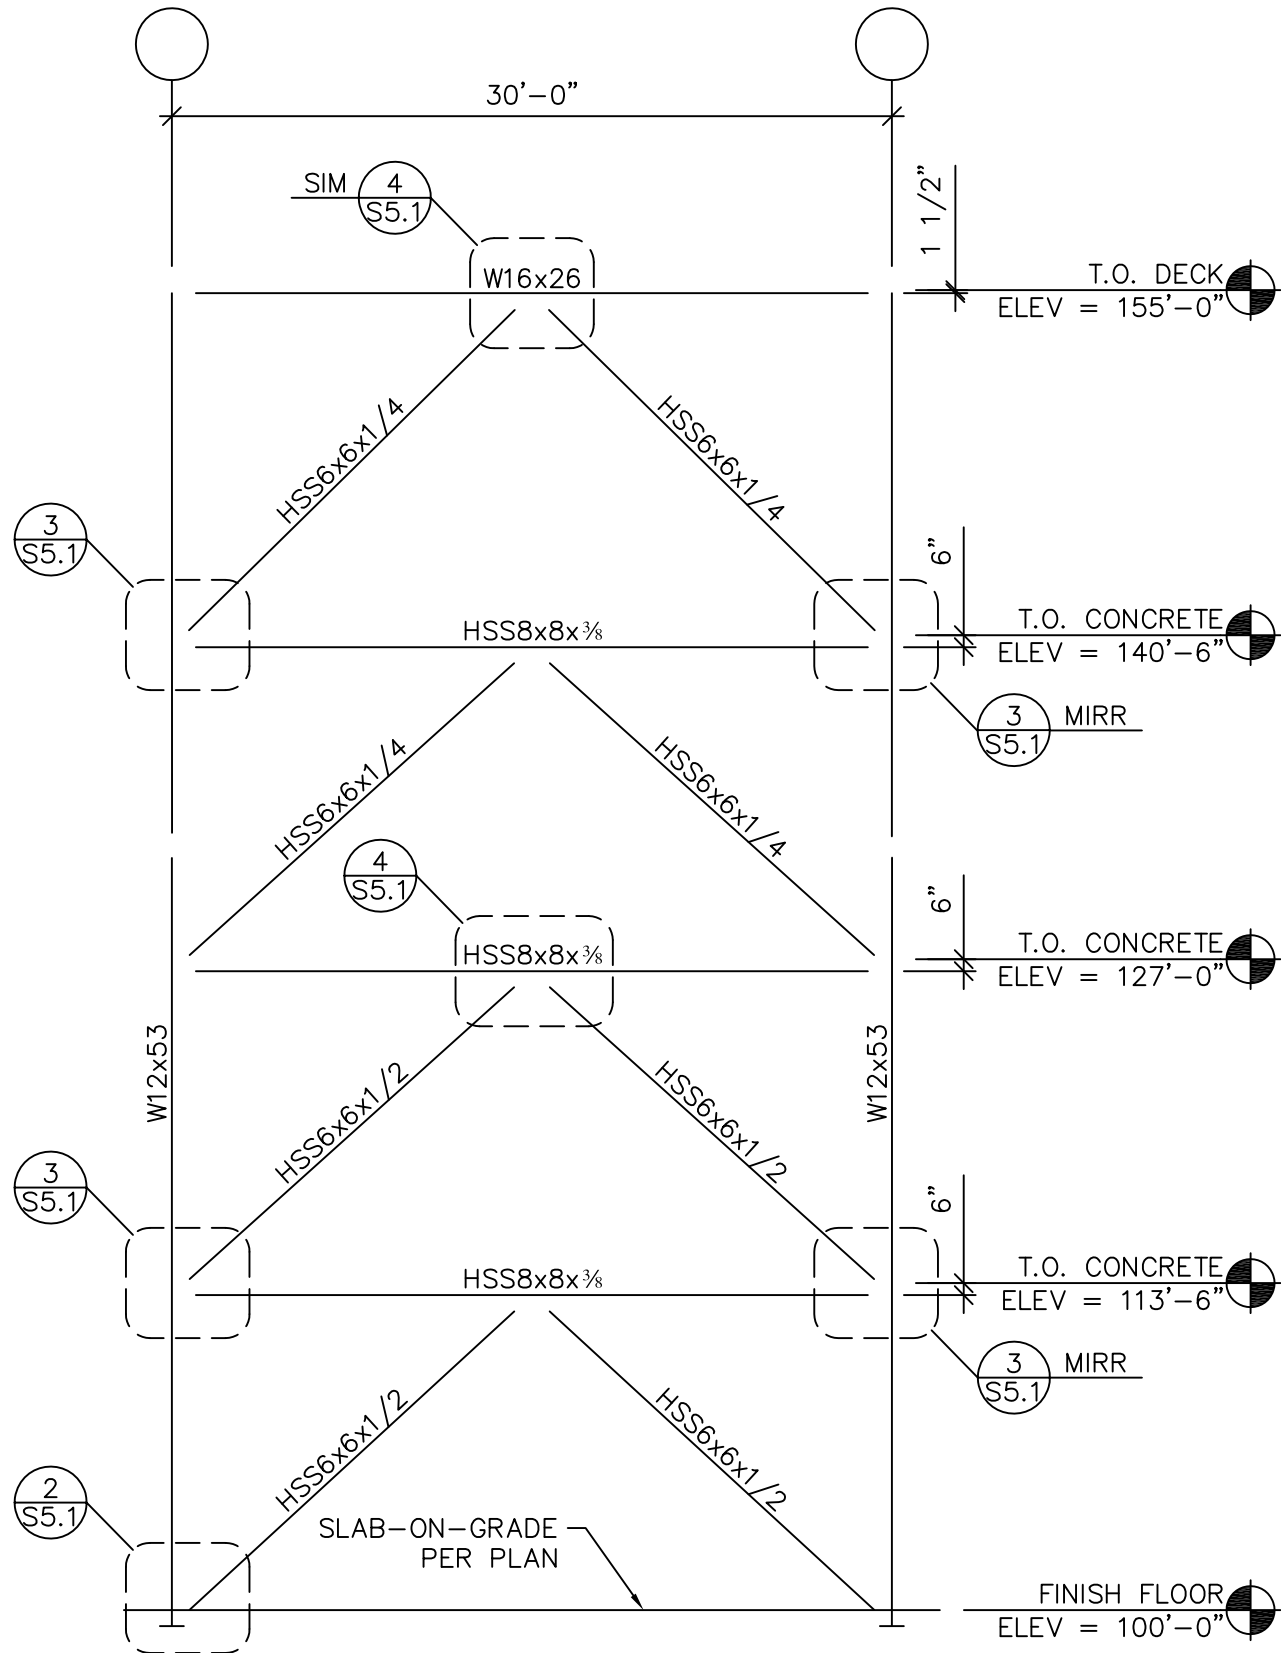 30'-0"
SIM 4
S5.1
1 1/2"
W16x26
T.O. DECK
ELEV = 155'-0"
HSS6x6x1/4
HSS6x6x1/4
3
S5.1
6"
HSS8x8x3/8
T.O. CONCRETE
ELEV = 140'-6"
3 MIRR
S5.1
HSS6x6x1/4
HSS6x6x1/4
4
S5.1
6"
HSS8x8x3/8
T.O. CONCRETE
ELEV = 127'-0"
W12x53
W12x53
HSS6x6x1/2
HSS6x6x1/2
3
S5.1
6"
HSS8x8x3/8
T.O. CONCRETE
ELEV = 113'-6"
3 MIRR
S5.1
HSS6x6x1/2
HSS6x6x1/2
2
S5.1
SLAB-ON-GRADE
PER PLAN
FINISH FLOOR
ELEV = 100'-0"